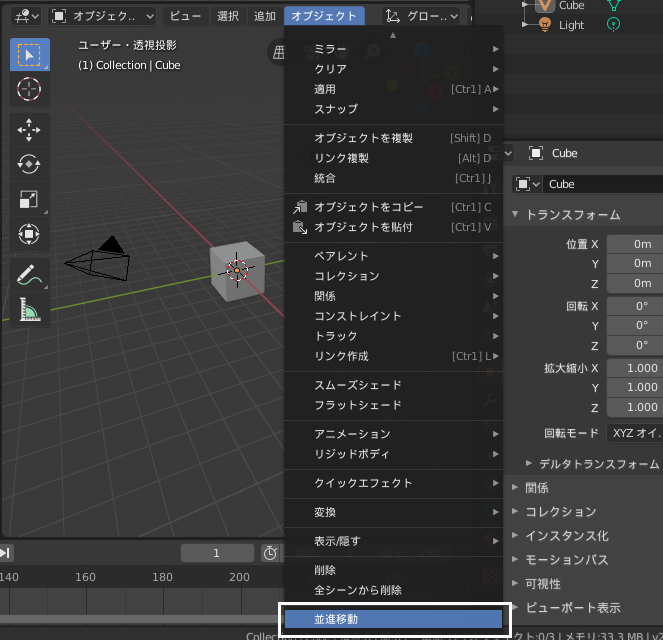 オブジェク..
ビュー
選択
追加
オブジェクト
グロー..
ユーザー・透視投影
(1) Collection | Cube
ミラー
クリア
適用 [Ctrl] A
スナップ
オブジェクトを複製 [Shift] D
リンク複製 [Alt] D
統合 [Ctrl] J
オブジェクトをコピー [Ctrl] C
オブジェクトを貼付 [Ctrl] V
ペアレント
コレクション
関係
コンストレイント
トラック
リンク作成 [Ctrl] L
スムーズシェード
フラットシェード
アニメーション
リジッドボディ
クイックエフェクト
変換
表示/隠す
削除
全シーンから削除
並進移動
Cube
Light
Cube
Cube
トランスフォーム
位置 X 0m
Y 0m
Z 0m
回転 X 0°
Y 0°
Z 0°
拡大縮小 X 1.000
Y 1.000
Z 1.000
回転モード XYZ オイ..
デルタトランスフォーム
関係
コレクション
インスタンス化
モーションパス
可視性
ビューポート表示
1
140 160 180 200
Collec
クト:0/3 | メモリ:33.3 MB | v2